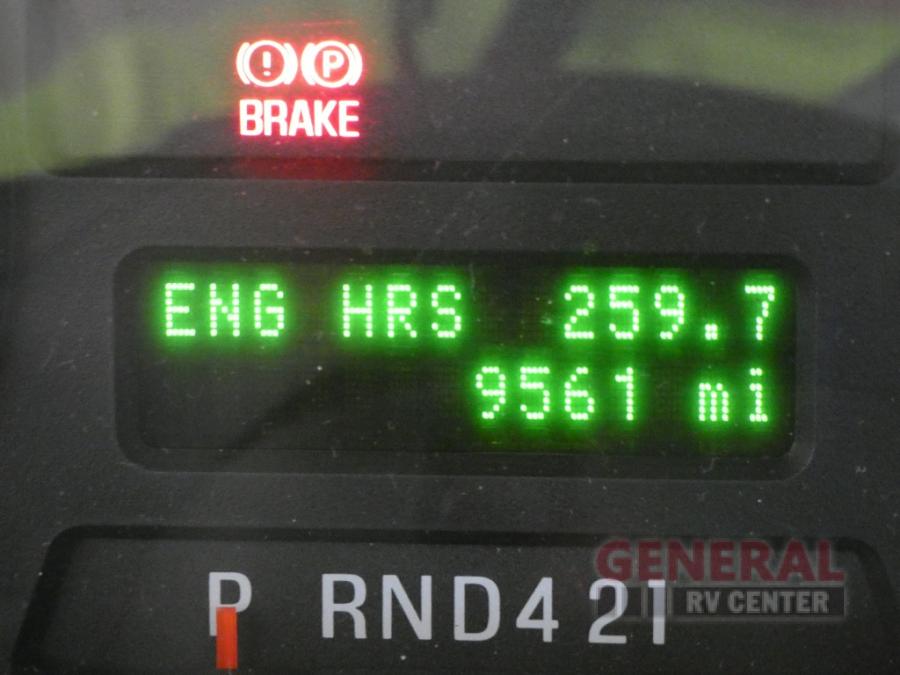 ! P
BRAKE
ENG HRS 259.7
9561 mi
P RND421
GENERAL
RV CENTER